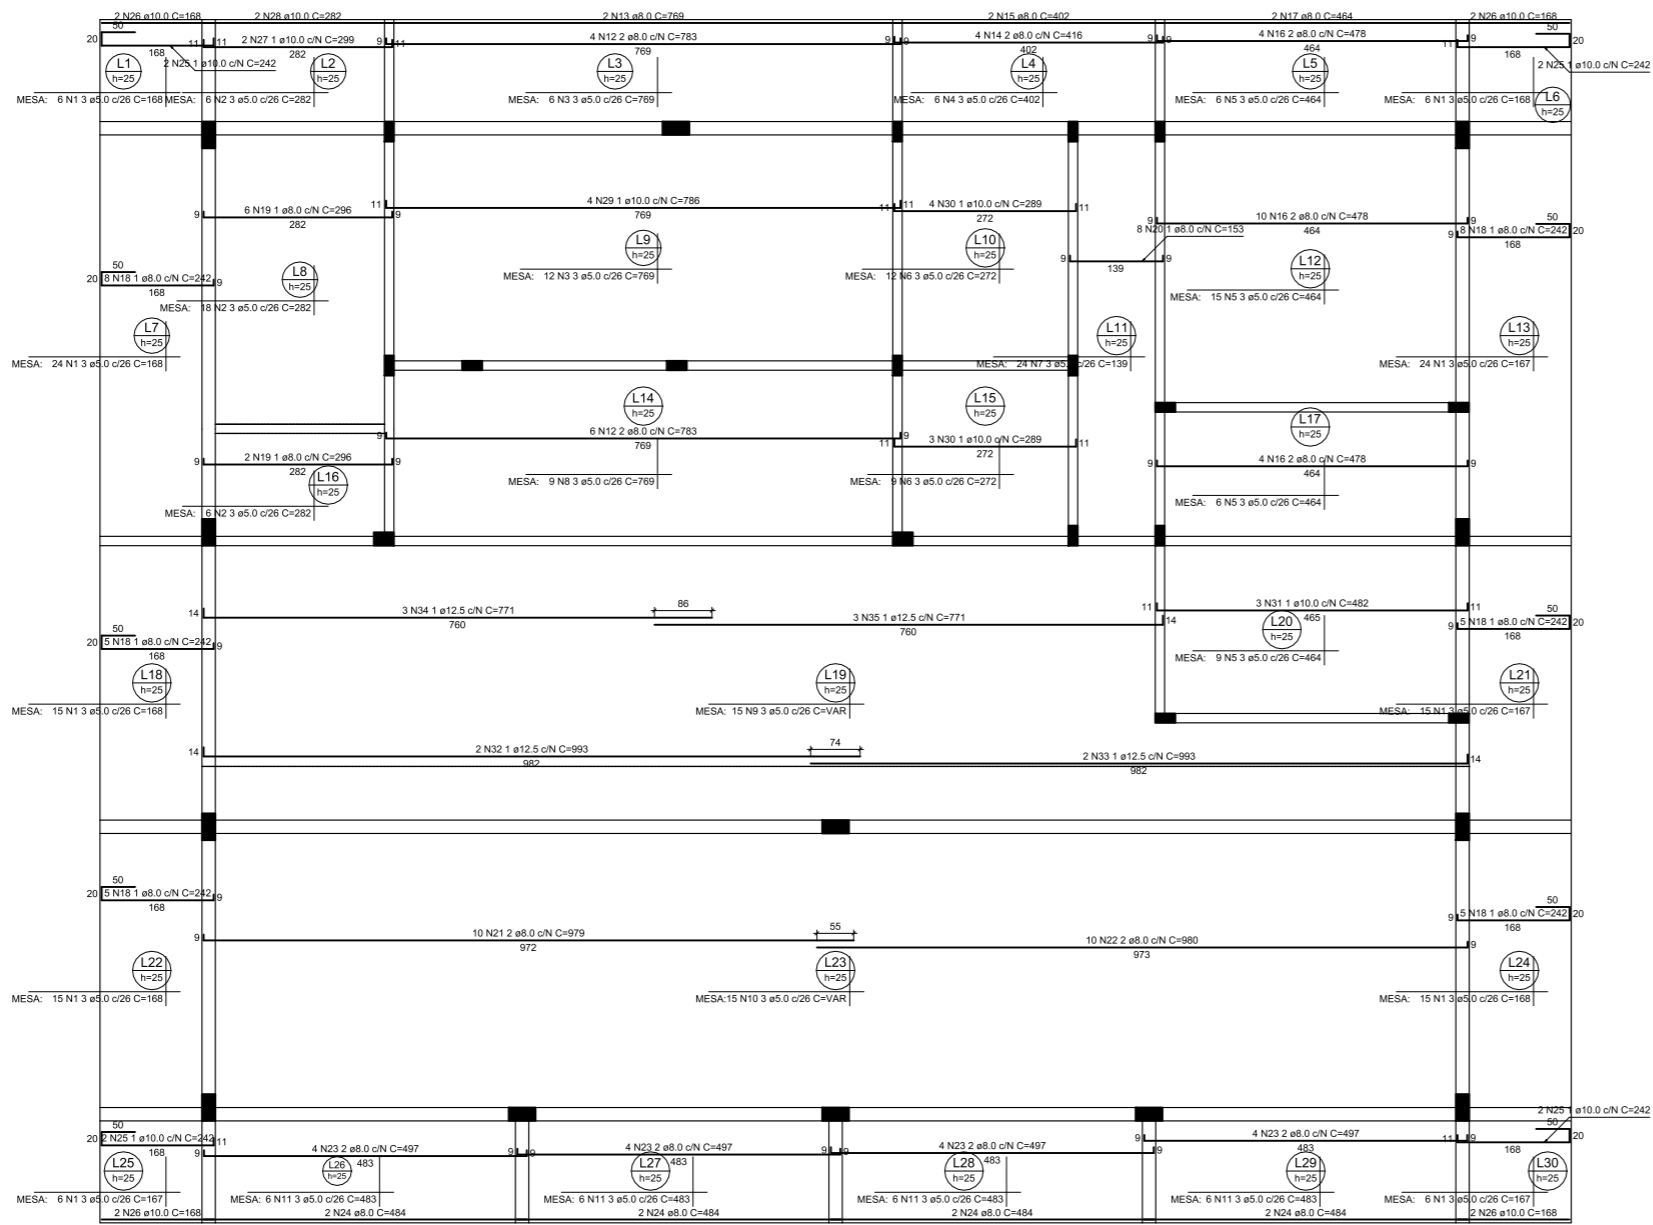 2 N26 ø10.0 C=168
2 N28 ø10.0 C=282
2 N13 ø8.0 C=769
2 N15 ø8.0 C=402
2 N17 ø8.0 C=464
2 N26 ø10.0 C=168
50
20
168
11
11
2 N27 1 ø10.0 c/N C=299
282
9
11
4 N12 2 ø8.0 c/N C=783
769
9
9
4 N14 2 ø8.0 c/N C=416
402
9
9
4 N16 2 ø8.0 c/N C=478
464
9
11
50
20
168
2 N25 1 ø10.0 c/N C=242
2 N25 1 ø10.0 c/N C=242
L1
h=25
L2
h=25
L3
h=25
L4
h=25
L5
h=25
L6
h=25
MESA: 6 N1 3 ø5.0 c/26 C=168
MESA: 6 N2 3 ø5.0 c/26 C=282
MESA: 6 N3 3 ø5.0 c/26 C=769
MESA: 6 N4 3 ø5.0 c/26 C=402
MESA: 6 N5 3 ø5.0 c/26 C=464
MESA: 6 N1 3 ø5.0 c/26 C=168
9
6 N19 1 ø8.0 c/N C=296
9
282
11
4 N29 1 ø10.0 c/N C=786
11
769
11
4 N30 1 ø10.0 c/N C=289
11
272
9
10 N16 2 ø8.0 c/N C=478
9
464
8 N20 1 ø8.0 c/N C=153
9
9
139
50
9
8 N18 1 ø8.0 c/N C=242
20
168
50
20
8 N18 1 ø8.0 c/N C=242
9
168
L8
h=25
MESA: 18 N2 3 ø5.0 c/26 C=282
L9
h=25
MESA: 12 N3 3 ø5.0 c/26 C=769
L10
h=25
MESA: 12 N6 3 ø5.0 c/26 C=272
L12
h=25
MESA: 15 N5 3 ø5.0 c/26 C=464
L7
h=25
MESA: 24 N1 3 ø5.0 c/26 C=168
L11
h=25
MESA: 24 N7 3 ø5.0 c/26 C=139
L13
h=25
MESA: 24 N1 3 ø5.0 c/26 C=167
L14
h=25
L15
h=25
L17
h=25
9
6 N12 2 ø8.0 c/N C=783
9
769
11
3 N30 1 ø10.0 c/N C=289
11
272
9
2 N19 1 ø8.0 c/N C=296
9
282
9
4 N16 2 ø8.0 c/N C=478
9
464
L16
h=25
MESA: 6 N2 3 ø5.0 c/26 C=282
MESA: 9 N8 3 ø5.0 c/26 C=769
MESA: 9 N6 3 ø5.0 c/26 C=272
MESA: 6 N5 3 ø5.0 c/26 C=464
14
3 N34 1 ø12.5 c/N C=771
86
760
3 N35 1 ø12.5 c/N C=771
14
760
11
3 N31 1 ø10.0 c/N C=482
11
465
50
20
5 N18 1 ø8.0 c/N C=242
9
168
50
9
5 N18 1 ø8.0 c/N C=242
20
168
L20
h=25
MESA: 9 N5 3 ø5.0 c/26 C=464
L18
h=25
MESA: 15 N1 3 ø5.0 c/26 C=168
L19
h=25
MESA: 15 N9 3 ø5.0 c/26 C=VAR
L21
h=25
MESA: 15 N1 3 ø5.0 c/26 C=167
14
2 N32 1 ø12.5 c/N C=993
74
982
2 N33 1 ø12.5 c/N C=993
14
982
50
20
5 N18 1 ø8.0 c/N C=242
9
168
50
9
5 N18 1 ø8.0 c/N C=242
20
168
9
10 N21 2 ø8.0 c/N C=979
55
972
10 N22 2 ø8.0 c/N C=980
9
973
L22
h=25
MESA: 15 N1 3 ø5.0 c/26 C=168
L23
h=25
MESA:15 N10 3 ø5.0 c/26 C=VAR
L24
h=25
MESA: 15 N1 3 ø5.0 c/26 C=168
2 N25 1 ø10.0 c/N C=242
50
20
2 N25 1 ø10.0 c/N C=242
11
168
9
4 N23 2 ø8.0 c/N C=497
9
483
9
4 N23 2 ø8.0 c/N C=497
9
483
9
4 N23 2 ø8.0 c/N C=497
9
483
9
4 N23 2 ø8.0 c/N C=497
9
483
11
50
20
168
L25
h=25
L26
h=25
L27
h=25
L28
h=25
L29
h=25
L30
h=25
MESA: 6 N1 3 ø5.0 c/26 C=167
MESA: 6 N11 3 ø5.0 c/26 C=483
MESA: 6 N11 3 ø5.0 c/26 C=483
MESA: 6 N11 3 ø5.0 c/26 C=483
MESA: 6 N11 3 ø5.0 c/26 C=483
MESA: 6 N1 3 ø5.0 c/26 C=167
2 N26 ø10.0 C=168
2 N24 ø8.0 C=484
2 N24 ø8.0 C=484
2 N24 ø8.0 C=484
2 N24 ø8.0 C=484
2 N26 ø10.0 C=168